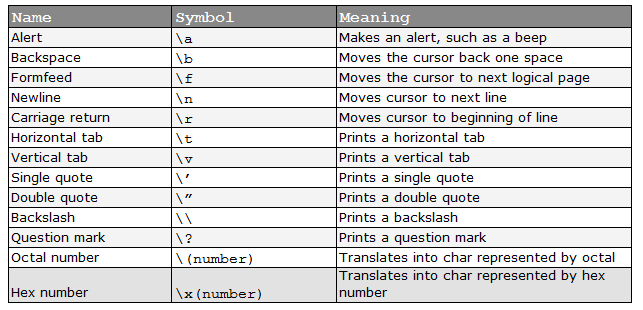 Name Symbol Meaning
Alert \a Makes an alert, such as a beep
Backspace \b Moves the cursor back one space
Formfeed \f Moves the cursor to next logical page
Newline \n Moves cursor to next line
Carriage return \r Moves cursor to beginning of line
Horizontal tab \t Prints a horizontal tab
Vertical tab \v Prints a vertical tab
Single quote \’ Prints a single quote
Double quote \” Prints a double quote
Backslash \\ Prints a backslash
Question mark \? Prints a question mark
Octal number \(number) Translates into char represented by octal
Translates into char represented by hex
Hex number \x(number) number